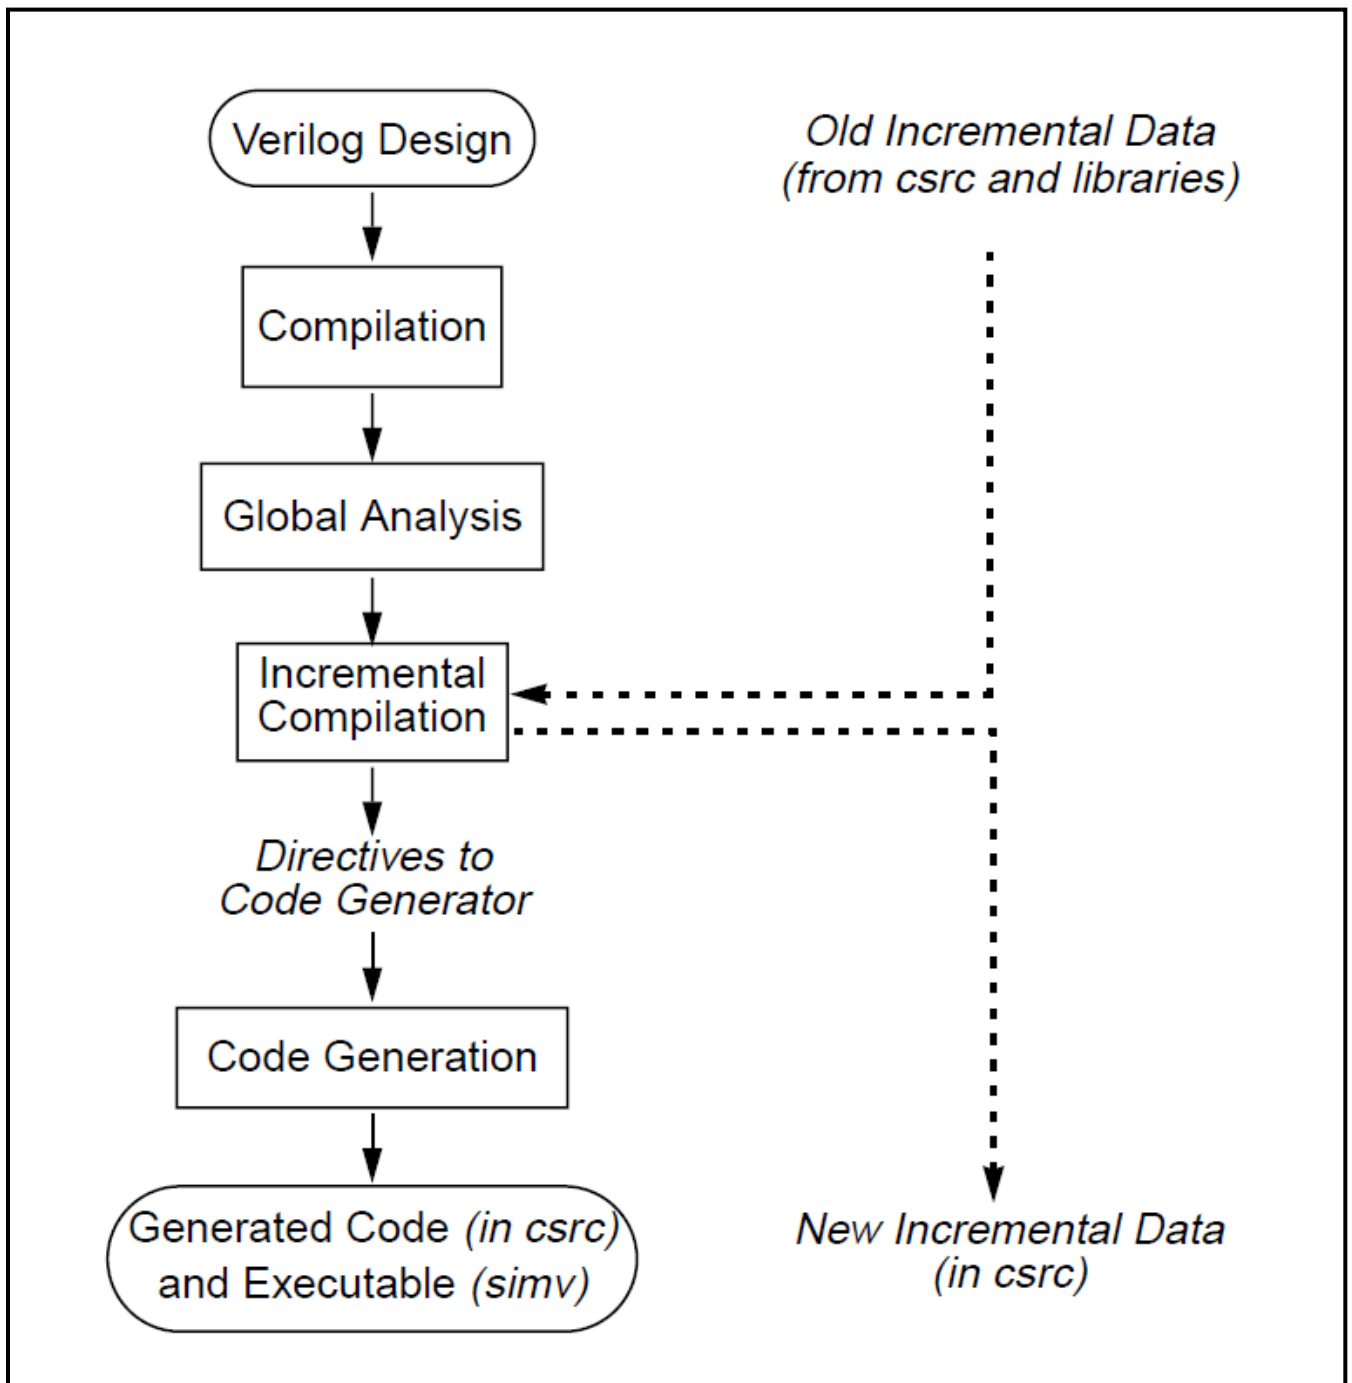 Verilog Design
Old Incremental Data
(from csrc and libraries)
Compilation
Global Analysis
Incremental
Compilation
Directives to
Code Generator
Code Generation
Generated Code (in csrc)
and Executable (simv)
New Incremental Data
(in csrc)